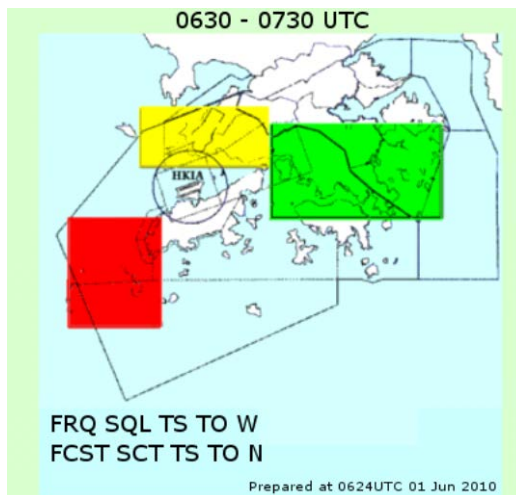 0630 - 0730 UTC
HKIA
FRQ SQL TS TO W
FCST SCT TS TO N
Prepared at 0624UTC 01 Jun 2010